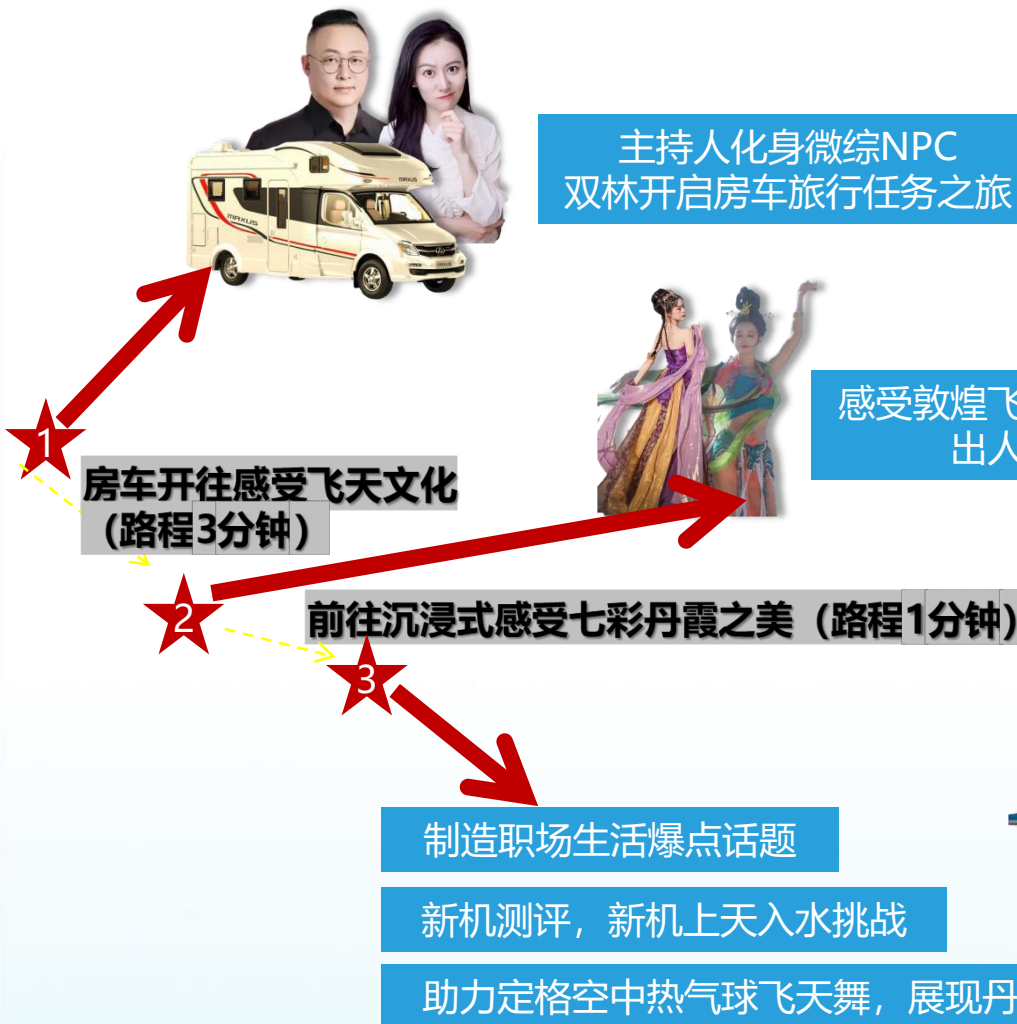 MAXUS
MAXUS
主持人化身微综NPC
双林开启房车旅行任务之旅
感受敦煌飞
出人
1
房车开往感受飞天文化
（路程3分钟）
2
前往沉浸式感受七彩丹霞之美（路程1分钟）
3
制造职场生活爆点话题
新机测评，新机上天入水挑战
助力定格空中热气球飞天舞，展现丹